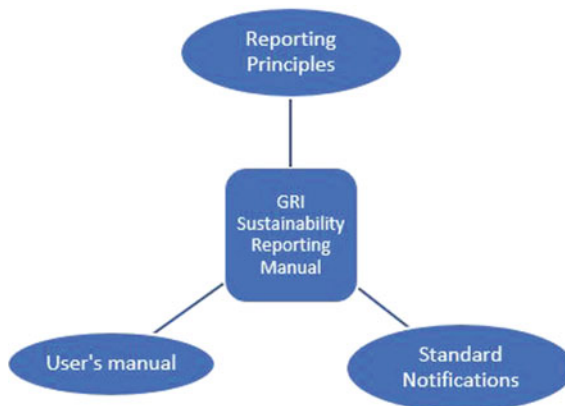 Reporting
Principles
GRI
Sustainability
Reporting
Manual
User's manual
Standard
Notifications